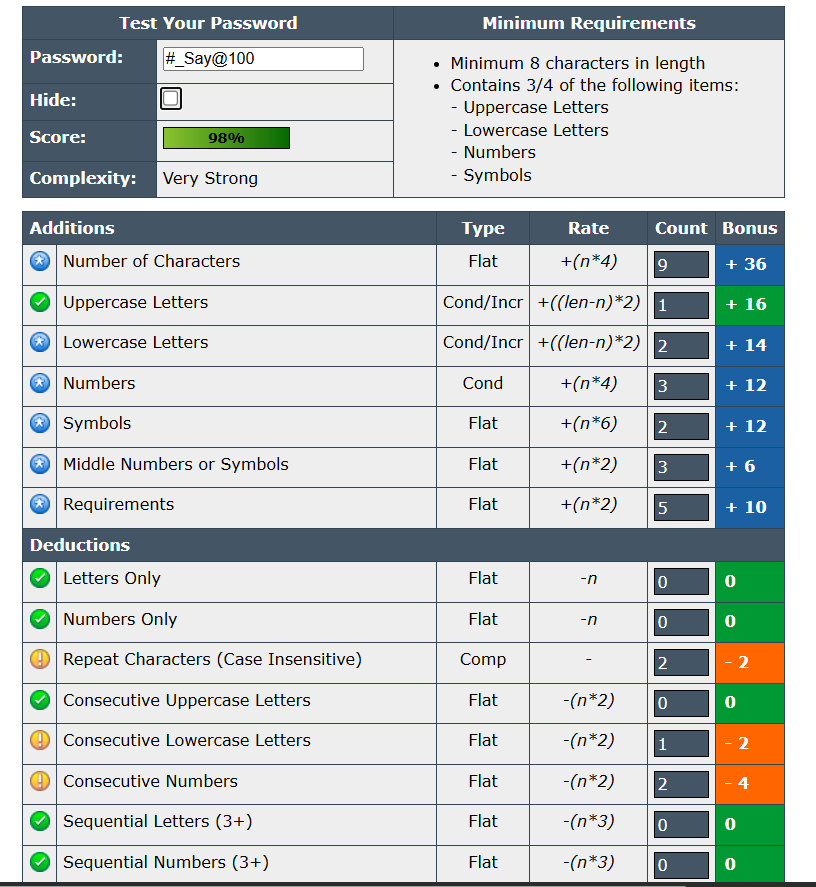 Test Your Password Minimum Requirements
Password: #_Say@100
Hide:
Score: 98%
Complexity: Very Strong
• Minimum 8 characters in length
• Contains 3/4 of the following items:
- Uppercase Letters
- Lowercase Letters
- Numbers
- Symbols
Additions Type Rate Count Bonus
Number of Characters Flat +(n*4) 9 + 36
Uppercase Letters Cond/Incr +((len-n)*2) 1 + 16
Lowercase Letters Cond/Incr +((len-n)*2) 2 + 14
Numbers Cond +(n*4) 3 + 12
Symbols Flat +(n*6) 2 + 12
Middle Numbers or Symbols Flat +(n*2) 3 + 6
Requirements Flat +(n*2) 5 + 10
Deductions
Letters Only Flat -n 0 0
Numbers Only Flat -n 0 0
Repeat Characters (Case Insensitive) Comp - 2 - 2
Consecutive Uppercase Letters Flat -(n*2) 0 0
Consecutive Lowercase Letters Flat -(n*2) 1 - 2
Consecutive Numbers Flat -(n*2) 2 - 4
Sequential Letters (3+) Flat -(n*3) 0 0
Sequential Numbers (3+) Flat -(n*3) 0 0